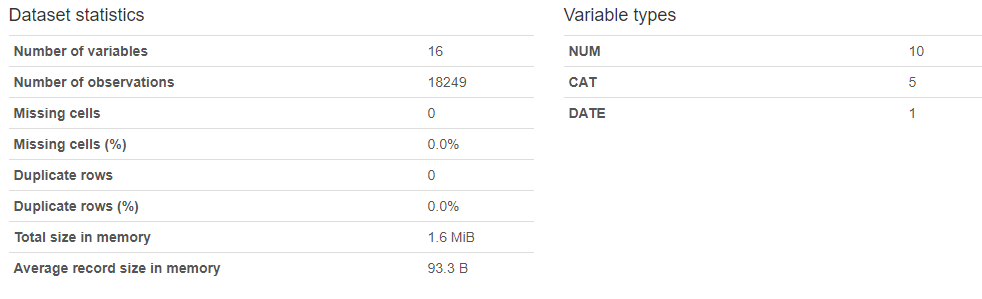 Dataset statistics
Number of variables 16
Number of observations 18249
Missing cells 0
Missing cells (%) 0.0%
Duplicate rows 0
Duplicate rows (%) 0.0%
Total size in memory 1.6 MiB
Average record size in memory 93.3 B
Variable types
NUM 10
CAT 5
DATE 1